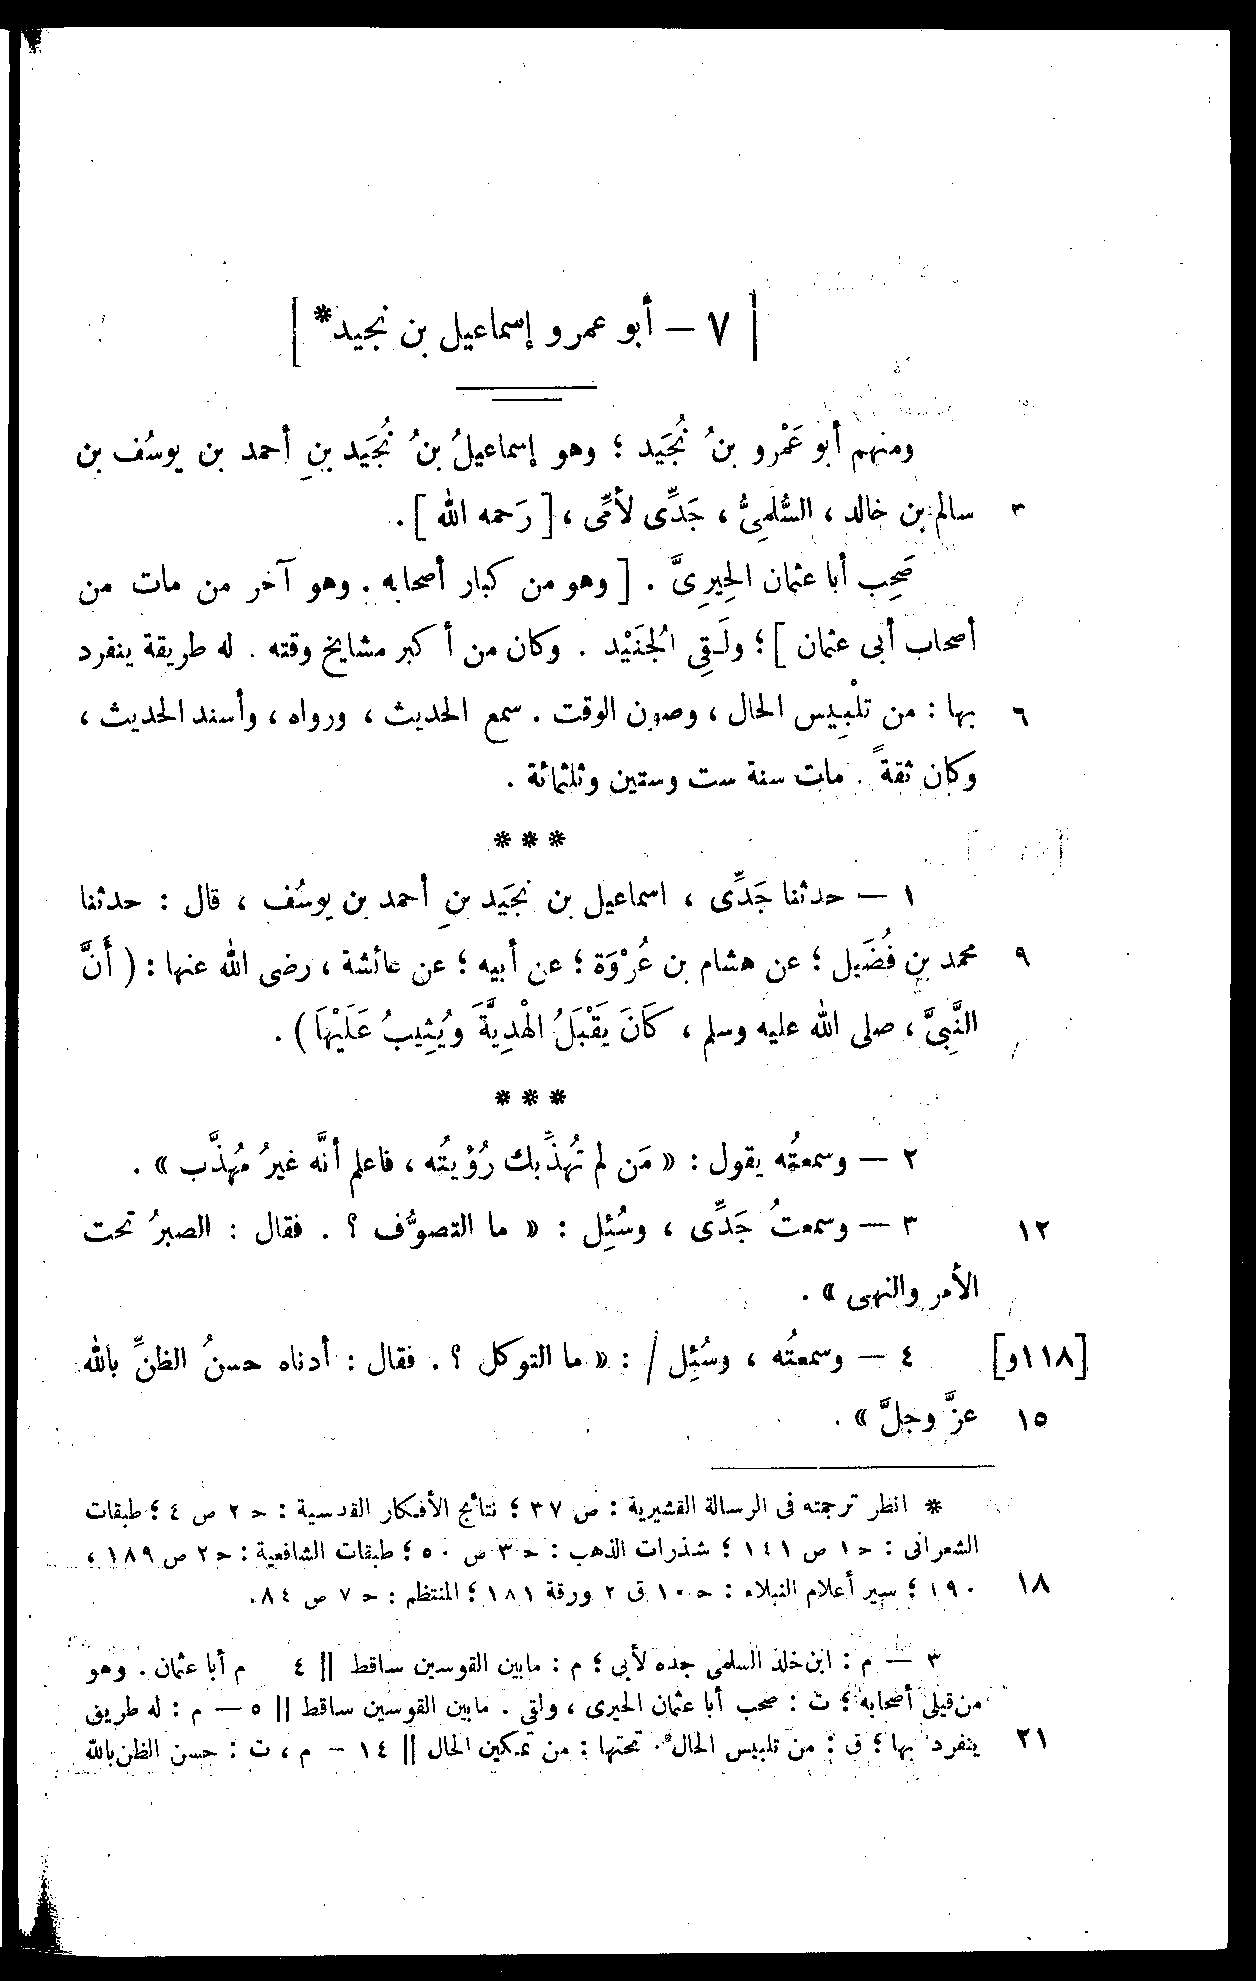 [ ٧ – أبو عمرو إسماعيل بن نجيد* ]
ومنهم أبو عَمْرو بنُ نُجَيد ؛ وهو إسماعيلُ بنُ نُجَيد بنِ أحمد بن يوسُف بن
٣ سالم بن خالد ، السُّلمِىُّ ، جَدِّى لأمِّى ، [ رَحمه الله ] .
صَحِب أبا عثمان الحِيرِىَّ . [ وهو من كبار أصحابه . وهو آخر من مات من
أصحاب أبى عثمان ] ؛ ولَـقِى الجُنَيْد . وكان من أكبر مشايخ وقته . له طريقة ينفرد
٦ بها : من تلْبِيس الحال ، وصون الوقت . سمع الحديث ، ورواه ، وأسند الحديث ،
وكان ثقةً . مات سنة ست وستين وثلثمائة .
***
١ – حدثنا جَدِّى ، اسماعيل بن نجَيد بنِ أحمد بن يوسُف ، قال : حدثنا
٩ محمد بنِ فُضَيل ؛ عن هشام بن عُرْوَة ؛ عن أبيه ؛ عن عائشة ، رضى الله عنها : ( أَنَّ
النَّبِىَّ ، صلى الله عليه وسلم ، كَانَ يَقْبَلُ الْهَدِيَّةَ وَيُثِيبُ عَلَيْهَا ) .
***
٢ – وسمعتُه يقول : « مَن لم تُهذِّبك رُؤْيتُه ، فاعلم أنَّه غيرُ مُهذَّب » .
١٢ ٣ – وسمعتُ جَدِّى ، وسُئِل : « ما التصوُّف ؟ . فقال : الصبرُ تحت
الأمر والنهى » .
[١١٨و] ٤ – وسمعتُه ، وسُئِل / : « ما التوكل ؟ . فقال : أدناه حسنُ الظنِّ بالله
١٥ عزَّ وجلَّ » .
* انظر ترجمته فى الرسالة القشيرية : ص ٣٧ ؛ نتائج الأفكار القدسية : حـ ٢ ص ٤ ؛ طبقات
الشعرانى : حـ ١ ص ١٤١ ؛ شذرات الذهب : حـ ٣ ص ٥٠ ؛ طبقات الشافعية : حـ ٢ ص ١٨٩ ،
١٨ ١٩٠ ؛ سير أعلام النبلاء : حـ ١٠ ق ٢ ورقة ١٨١ ؛ المنتظم : حـ ٧ ص ٨٤ .
٣ – م : ابن خلد السلمى جده لأبى ؛ م : مابين القوسين ساقط || ٤ م أبا عثمان . وهو
من قبلى أصحابه ؛ ت : صحب أبا عثمان الحيرى ، ولقى . مابين القوسين ساقط || ٥ – م : له طريق
٢١ ينفرد بها ؛ ق : من تلبيس الحال . تحتها : من تمكين الحال || ١٤ – م ، ت : حسن الظن بالله